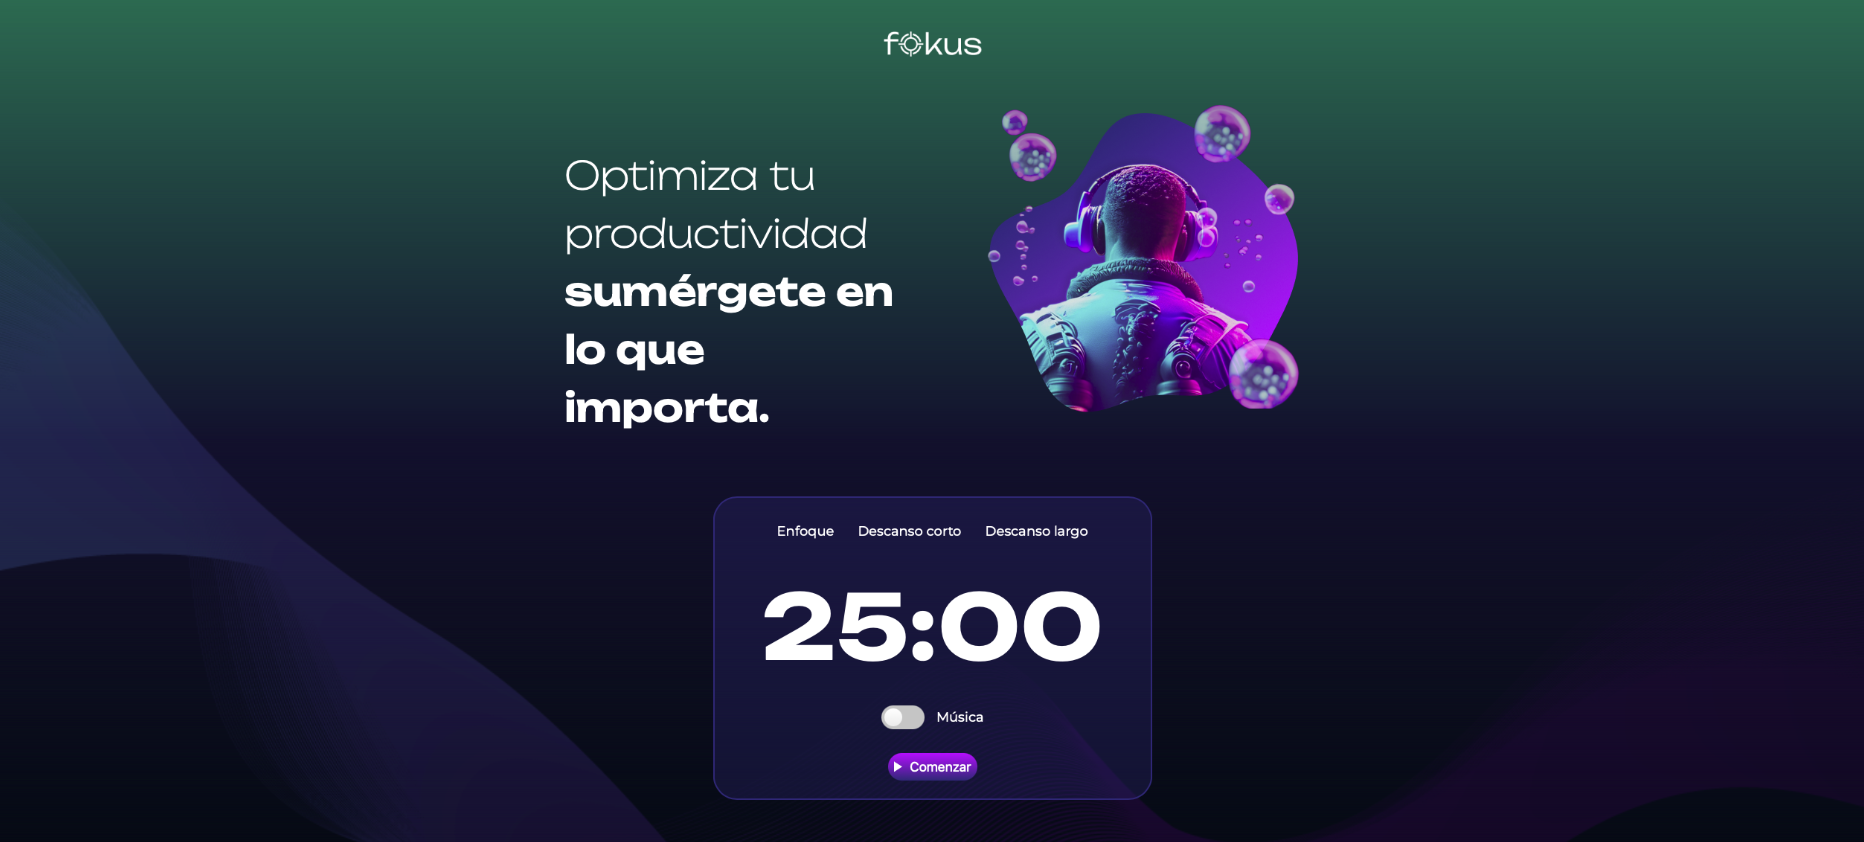 fokus
Optimiza tu
productividad
sumérgete en
lo que
importa.
Enfoque Descanso corto Descanso largo
25:00
Música
Comenzar